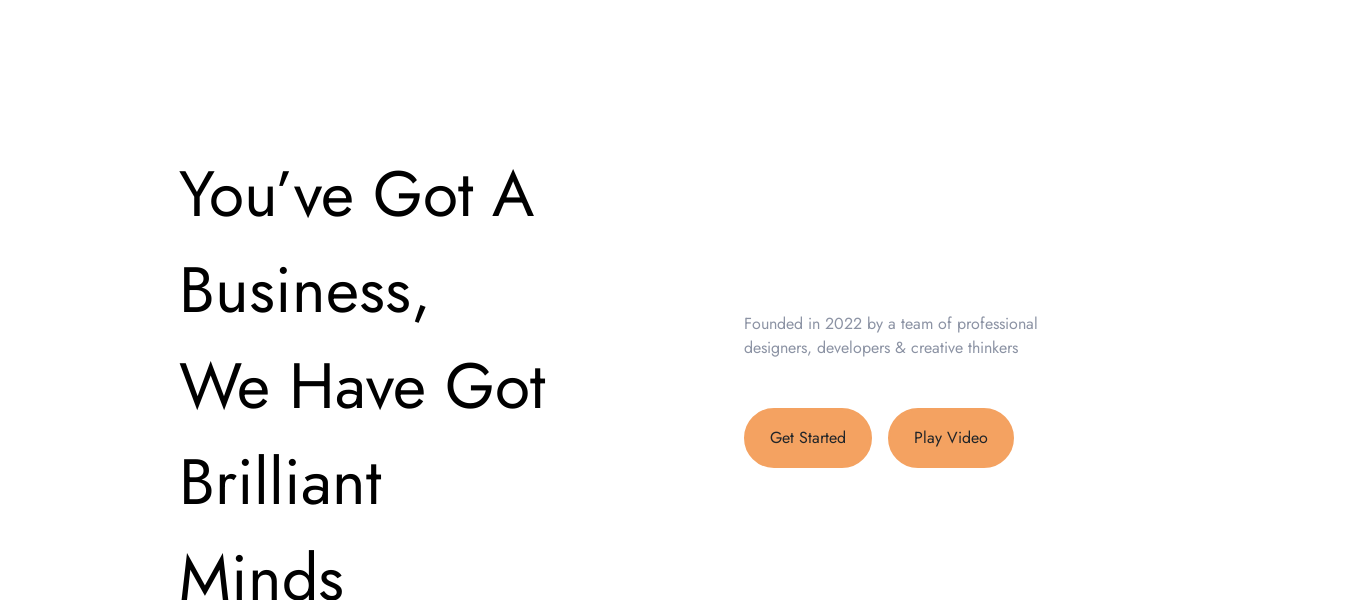 You’ve Got A
Business,
We Have Got
Brilliant
Minds
Founded in 2022 by a team of professional
designers, developers & creative thinkers
Get Started
Play Video